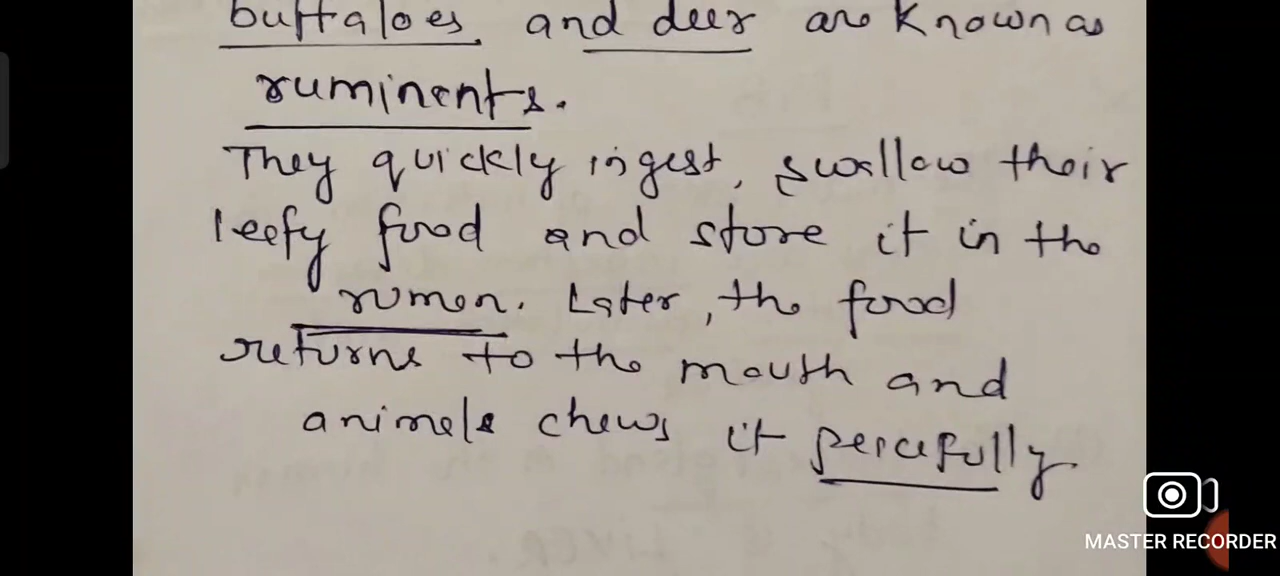 buffaloes and deer are known as
ruminents.
They quickly ingest, swallow their
leefy food and store it in the
rumen. Later, the food
returns to the mouth and
animels chews it pecefully
MASTER RECORDER